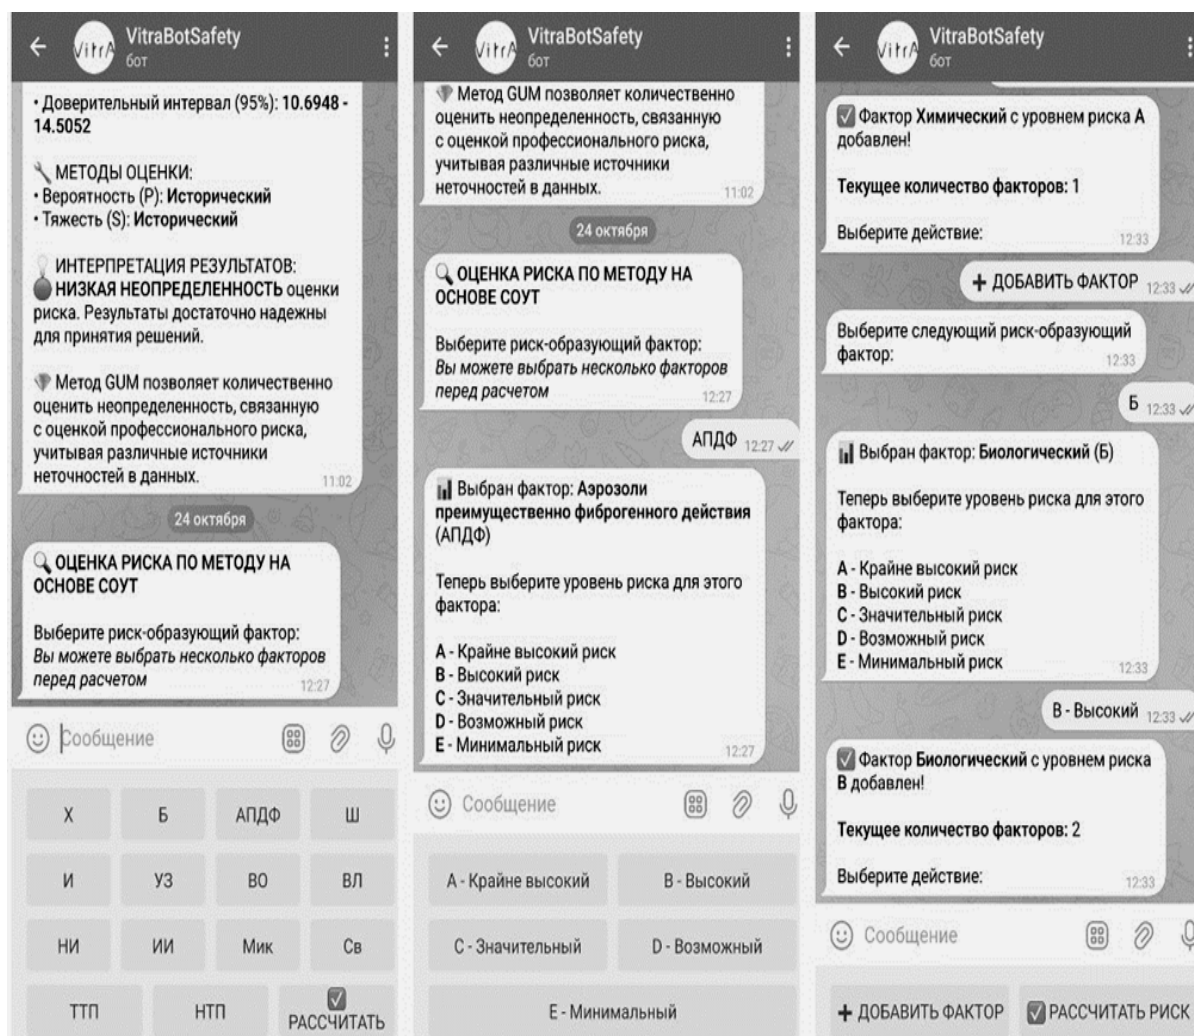 VitrA
VitraBotSafety
бот
• Доверительный интервал (95%): 10.6948 -
14.5052
МЕТОДЫ ОЦЕНКИ:
• Вероятность (P): Исторический
• Тяжесть (S): Исторический
ИНТЕРПРЕТАЦИЯ РЕЗУЛЬТАТОВ:
НИЗКАЯ НЕОПРЕДЕЛЕННОСТЬ оценки
риска. Результаты достаточно надежны
для принятия решений.
Метод GUM позволяет количественно
оценить неопределенность, связанную
с оценкой профессионального риска,
учитывая различные источники
неточностей в данных. 11:02
24 октября
ОЦЕНКА РИСКА ПО МЕТОДУ НА
ОСНОВЕ СОУТ
Выберите риск-образующий фактор:
Вы можете выбрать несколько факторов
перед расчетом 12:27
Сообщение
Х Б АПДФ Ш
И УЗ ВО ВЛ
НИ ИИ Мик Св
ТТП НТП РАССЧИТАТЬ
VitrA
VitraBotSafety
бот
Метод GUM позволяет количественно
оценить неопределенность, связанную
с оценкой профессионального риска,
учитывая различные источники
неточностей в данных. 11:02
24 октября
ОЦЕНКА РИСКА ПО МЕТОДУ НА
ОСНОВЕ СОУТ
Выберите риск-образующий фактор:
Вы можете выбрать несколько факторов
перед расчетом 12:27
АПДФ 12:27
Выбран фактор: Аэрозоли
преимущественно фиброгенного действия
(АПДФ)
Теперь выберите уровень риска для этого
фактора:
A - Крайне высокий риск
B - Высокий риск
C - Значительный риск
D - Возможный риск
E - Минимальный риск 12:27
Сообщение
A - Крайне высокий B - Высокий
C - Значительный D - Возможный
E - Минимальный
VitrA
VitraBotSafety
бот
Фактор Химический с уровнем риска A
добавлен!
Текущее количество факторов: 1
Выберите действие: 12:33
+ ДОБАВИТЬ ФАКТОР 12:33
Выберите следующий риск-образующий
фактор: 12:33
Б 12:33
Выбран фактор: Биологический (Б)
Теперь выберите уровень риска для этого
фактора:
A - Крайне высокий риск
B - Высокий риск
C - Значительный риск
D - Возможный риск
E - Минимальный риск 12:33
B - Высокий 12:33
Фактор Биологический с уровнем риска
B добавлен!
Текущее количество факторов: 2
Выберите действие: 12:33
Сообщение
+ ДОБАВИТЬ ФАКТОР РАССЧИТАТЬ РИСК